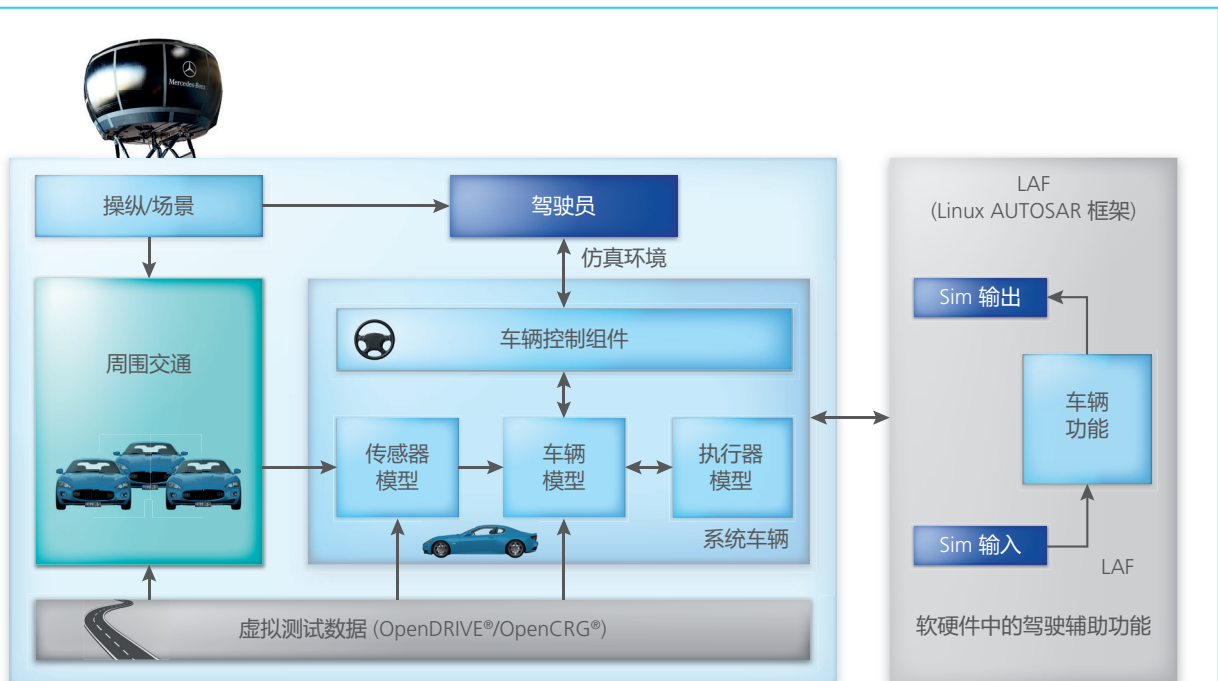 Mercedes-Benz
操纵/场景
驾驶员
仿真环境
周围交通
车辆控制组件
传感器
模型
车辆
模型
执行器
模型
系统车辆
虚拟测试数据 (OpenDRIVE®/OpenCRG®)
LAF
(Linux AUTOSAR 框架)
Sim 输出
车辆
功能
Sim 输入
LAF
软硬件中的驾驶辅助功能